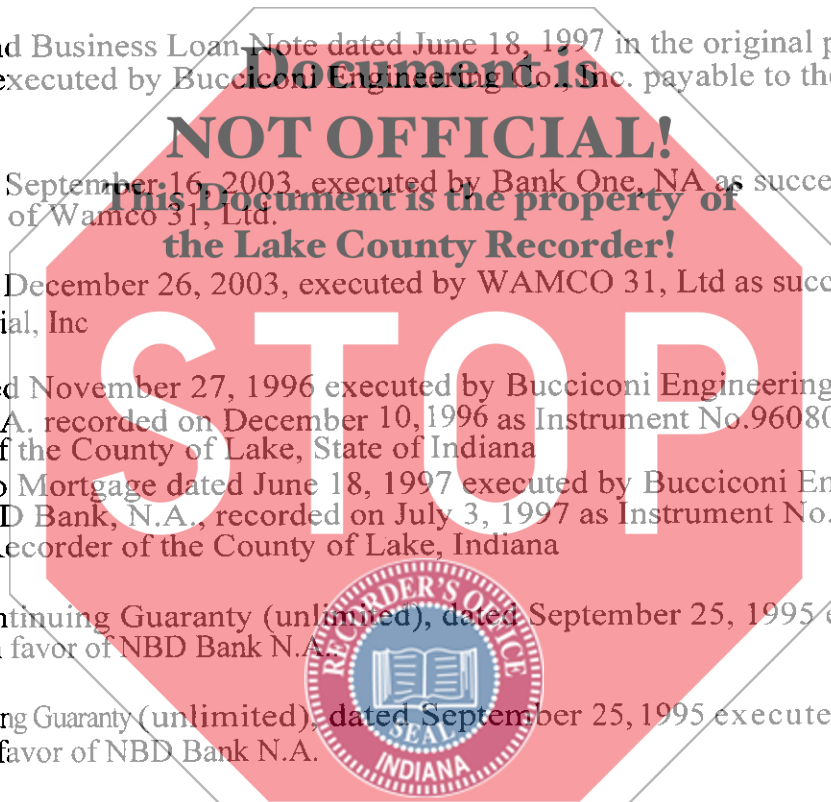 d Business Loan Note dated June 18, 1997 in the original p
Document is
executed by Bucciconi Engineering Co., Inc. payable to the
NOT OFFICIAL!
September 16, 2003, executed by Bank One, NA as succe
This Document is the property of
of Wamco 31, Ltd.
the Lake County Recorder!
December 26, 2003, executed by WAMCO 31, Ltd as succ
ial, Inc
STOP
ed November 27, 1996 executed by Bucciconi Engineering
A. recorded on December 10, 1996 as Instrument No.96080
f the County of Lake, State of Indiana
o Mortgage dated June 18, 1997 executed by Bucciconi En
D Bank, N.A., recorded on July 3, 1997 as Instrument No.
Recorder of the County of Lake, Indiana
RECORDER'S OFFICE
ntinuing Guaranty (unlimited), dated September 25, 1995 e
favor of NBD Bank N.A.
ng Guaranty (unlimited), dated September 25, 1995 execute
SEAL
favor of NBD Bank N.A.
INDIANA